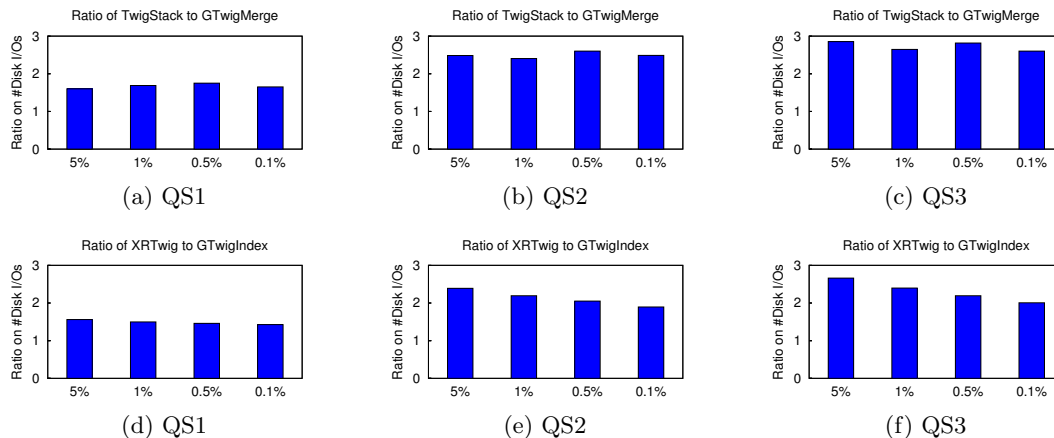 Ratio of TwigStack to GTwigMerge
Ratio on #Disk I/Os
3
2
1
0
5% 1% 0.5% 0.1%
(a) QS1
Ratio of TwigStack to GTwigMerge
Ratio on #Disk I/Os
3
2
1
0
5% 1% 0.5% 0.1%
(b) QS2
Ratio of TwigStack to GTwigMerge
Ratio on #Disk I/Os
3
2
1
0
5% 1% 0.5% 0.1%
(c) QS3
Ratio of XRTwig to GTwigIndex
Ratio on #Disk I/Os
3
2
1
0
5% 1% 0.5% 0.1%
(d) QS1
Ratio of XRTwig to GTwigIndex
Ratio on #Disk I/Os
3
2
1
0
5% 1% 0.5% 0.1%
(e) QS2
Ratio of XRTwig to GTwigIndex
Ratio on #Disk I/Os
3
2
1
0
5% 1% 0.5% 0.1%
(f) QS3